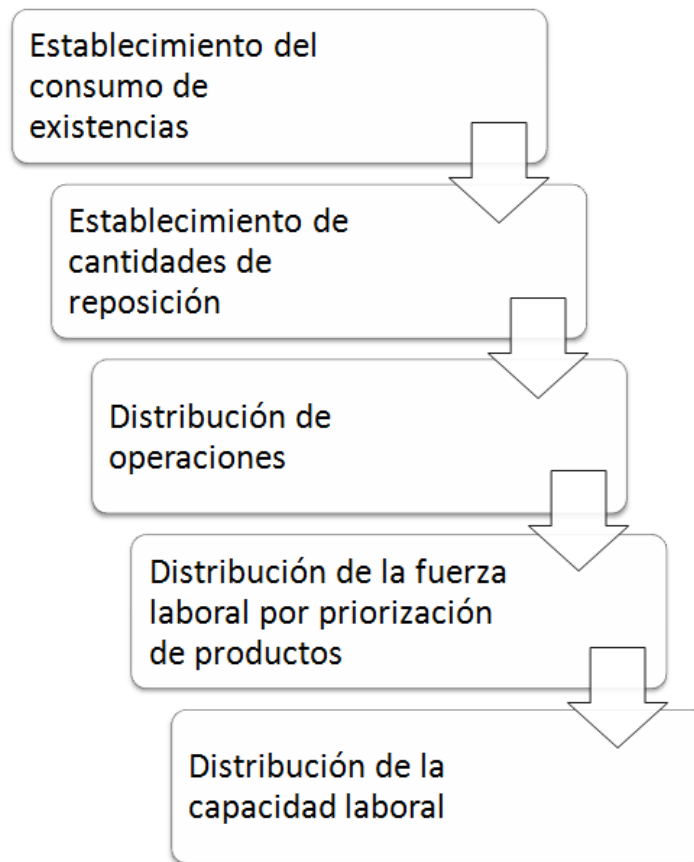 Establecimiento del
consumo de
existencias
Establecimiento de
cantidades de
reposición
Distribución de
operaciones
Distribución de la fuerza
laboral por priorización
de productos
Distribución de la
capacidad laboral